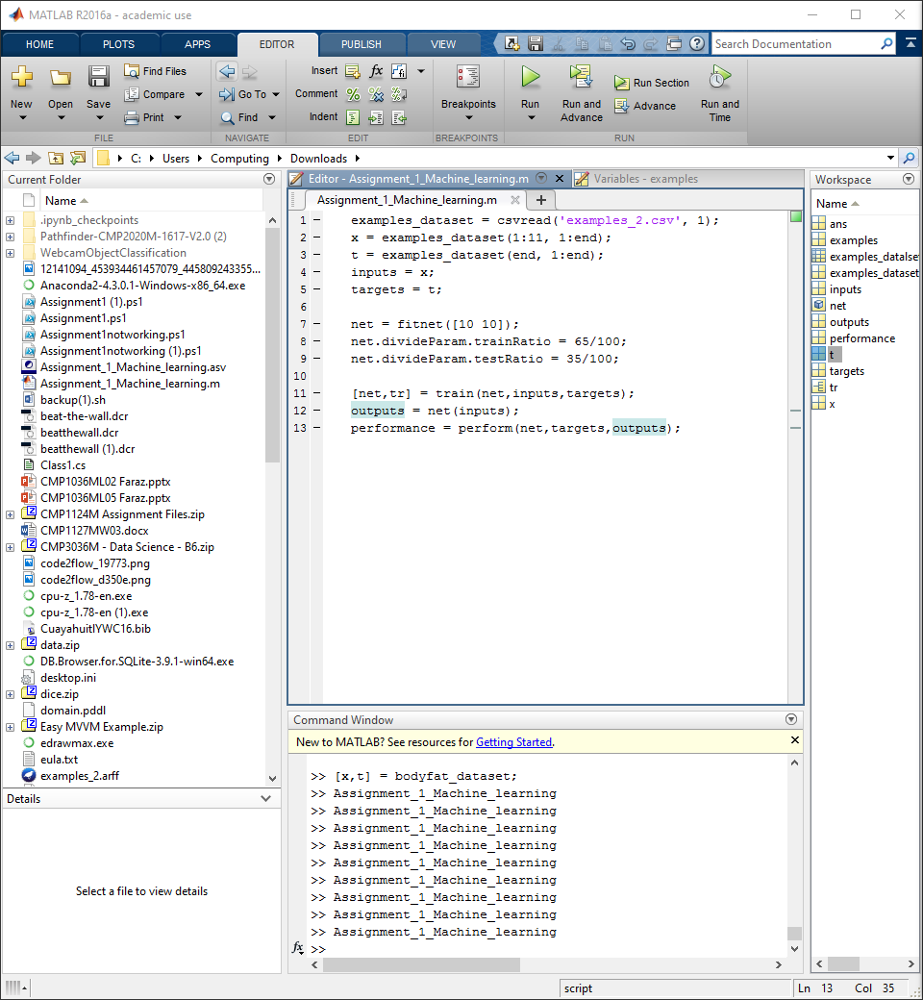 MATLAB R2016a - academic use
HOME PLOTS APPS EDITOR PUBLISH VIEW
Search Documentation
New
Open
Save
Find Files
Compare
Print
FILE
Go To
Find
NAVIGATE
Insert
Comment
Indent
EDIT
Breakpoints
BREAKPOINTS
Run
Run and
Advance
Run Section
Advance
Run and
Time
RUN
C: Users Computing Downloads
Current Folder
Name
.ipynb_checkpoints
Pathfinder-CMP2020M-1617-V2.0 (2)
WebcamObjectClassification
12141094_453934461457079_445809243355...
Anaconda2-4.3.0.1-Windows-x86_64.exe
Assignment1 (1).ps1
Assignment1.ps1
Assignment1notworking.ps1
Assignment1notworking (1).ps1
Assignment_1_Machine_learning.asv
Assignment_1_Machine_learning.m
backup(1).sh
beat-the-wall.dcr
beatthewall.dcr
beatthewall (1).dcr
Class1.cs
CMP1036ML02 Faraz.pptx
CMP1036ML05 Faraz.pptx
CMP1124M Assignment Files.zip
CMP1127MW03.docx
CMP3036M - Data Science - B6.zip
code2flow_19773.png
code2flow_d350e.png
cpu-z_1.78-en.exe
cpu-z_1.78-en (1).exe
CuayahuitlYWC16.bib
data.zip
DB.Browser.for.SQLite-3.9.1-win64.exe
desktop.ini
dice.zip
domain.pddl
Easy MVVM Example.zip
edrawmax.exe
eula.txt
examples_2.arff
Details
Select a file to view details
Editor - Assignment_1_Machine_learning.m
Variables - examples
Assignment_1_Machine_learning.m
1 – examples_dataset = csvread('examples_2.csv', 1);
2 – x = examples_dataset(1:11, 1:end);
3 – t = examples_dataset(end, 1:end);
4 – inputs = x;
5 – targets = t;
6
7 – net = fitnet([10 10]);
8 – net.divideParam.trainRatio = 65/100;
9 – net.divideParam.testRatio = 35/100;
10
11 – [net,tr] = train(net,inputs,targets);
12 – outputs = net(inputs);
13 – performance = perform(net,targets,outputs);
Command Window
New to MATLAB? See resources for Getting Started.
>> [x,t] = bodyfat_dataset;
>> Assignment_1_Machine_learning
>> Assignment_1_Machine_learning
>> Assignment_1_Machine_learning
>> Assignment_1_Machine_learning
>> Assignment_1_Machine_learning
>> Assignment_1_Machine_learning
>> Assignment_1_Machine_learning
>> Assignment_1_Machine_learning
>> Assignment_1_Machine_learning
fx >>
Workspace
Name
ans
examples
examples_datalset
examples_dataset
inputs
net
outputs
performance
t
targets
tr
x
script
Ln 13 Col 35